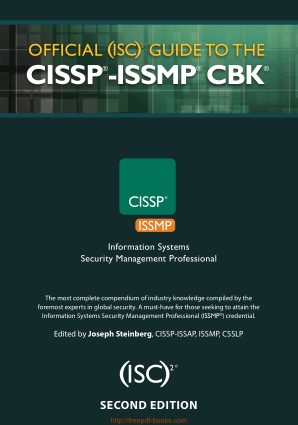 OFFICIAL (ISC)²® GUIDE TO THE
CISSP®-ISSMP® CBK®
CISSP®
ISSMP
Information Systems
Security Management Professional
The most complete compendium of industry knowledge compiled by the
foremost experts in global security. A must-have for those seeking to attain the
Information Systems Security Management Professional (ISSMP®) credential.
Edited by Joseph Steinberg, CISSP-ISSAP, ISSMP, CSSLP
(ISC)²®
SECOND EDITION
http://freepdf-books.com